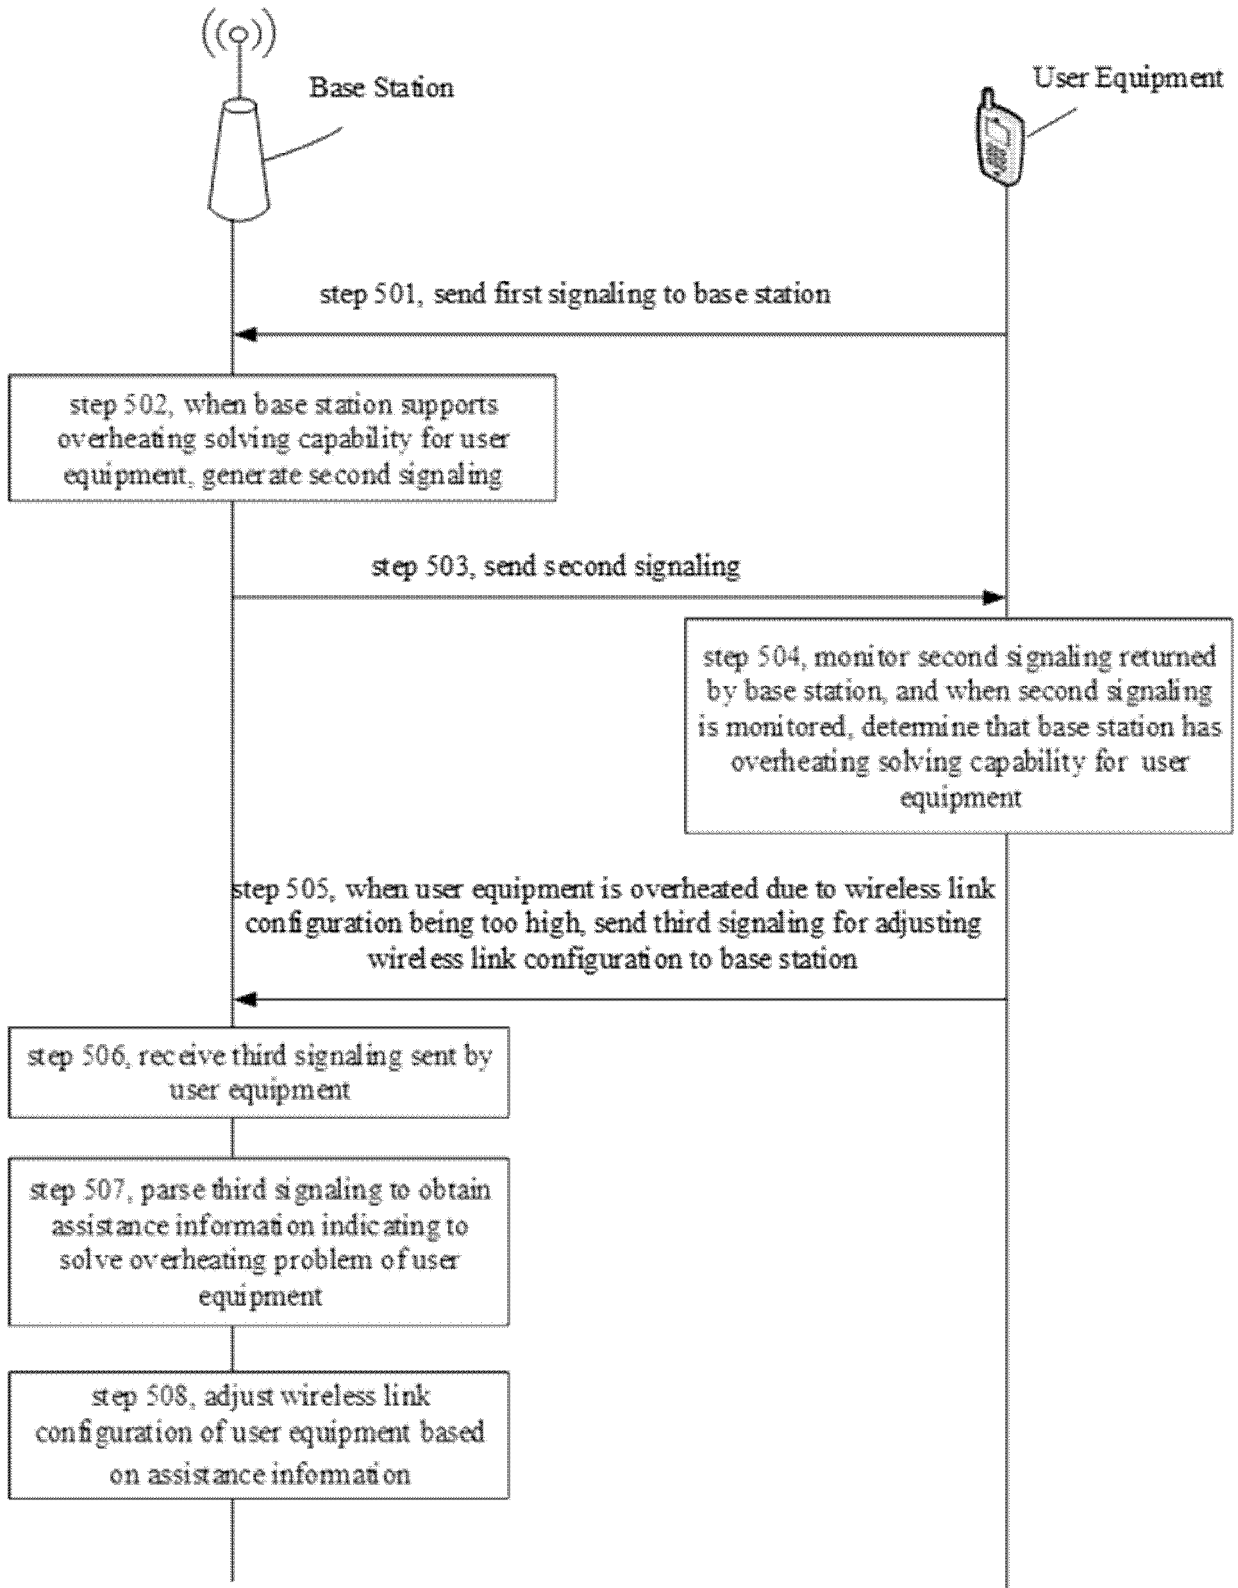 Base Station
User Equipment
step 501, send first signaling to base station
step 502, when base station supports
overheating solving capability for user
equipment, generate second signaling
step 503, send second signaling
step 504, monitor second signaling returned
by base station, and when second signaling
is monitored, determine that base station has
overheating solving capability for user
equipment
step 505, when user equipment is overheated due to wireless link
configuration being too high, send third signaling for adjusting
wireless link configuration to base station
step 506, receive third signaling sent by
user equipment
step 507, parse third signaling to obtain
assistance information indicating to
solve overheating problem of user
equipment
step 508, adjust wireless link
configuration of user equipment based
on assistance information